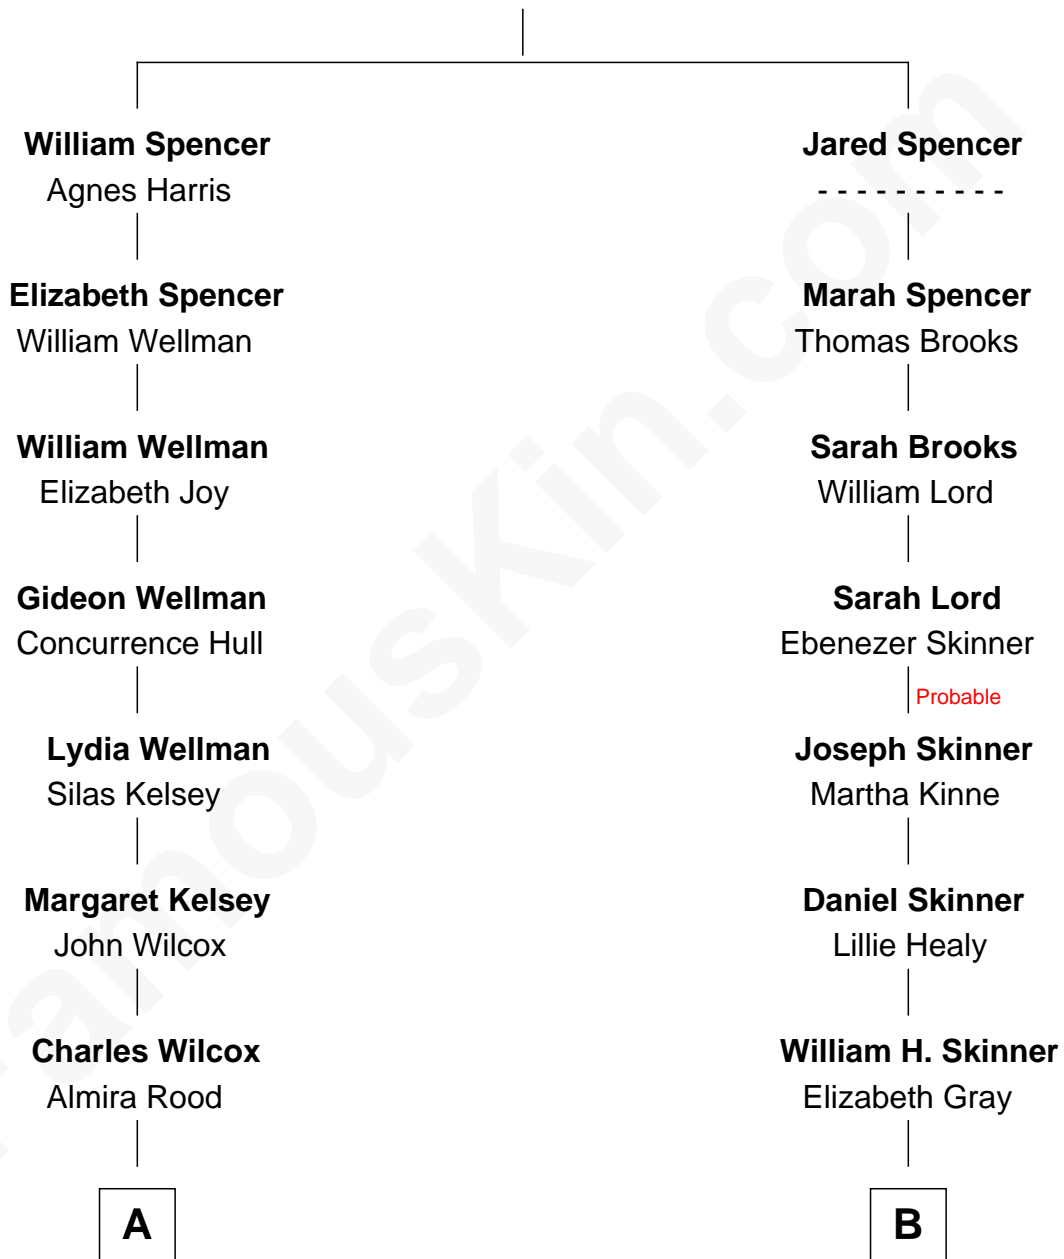 William Spencer
Agnes Harris
Elizabeth Spencer
William Wellman
William Wellman
Elizabeth Joy
Gideon Wellman
Concurrence Hull
Lydia Wellman
Silas Kelsey
Margaret Kelsey
John Wilcox
Charles Wilcox
Almira Rood
A
Jared Spencer
- - - - - - - - - -
Marah Spencer
Thomas Brooks
Sarah Brooks
William Lord
Sarah Lord
Ebenezer Skinner
Probable
Joseph Skinner
Martha Kinne
Daniel Skinner
Lillie Healy
William H. Skinner
Elizabeth Gray
B
FamousKin.com